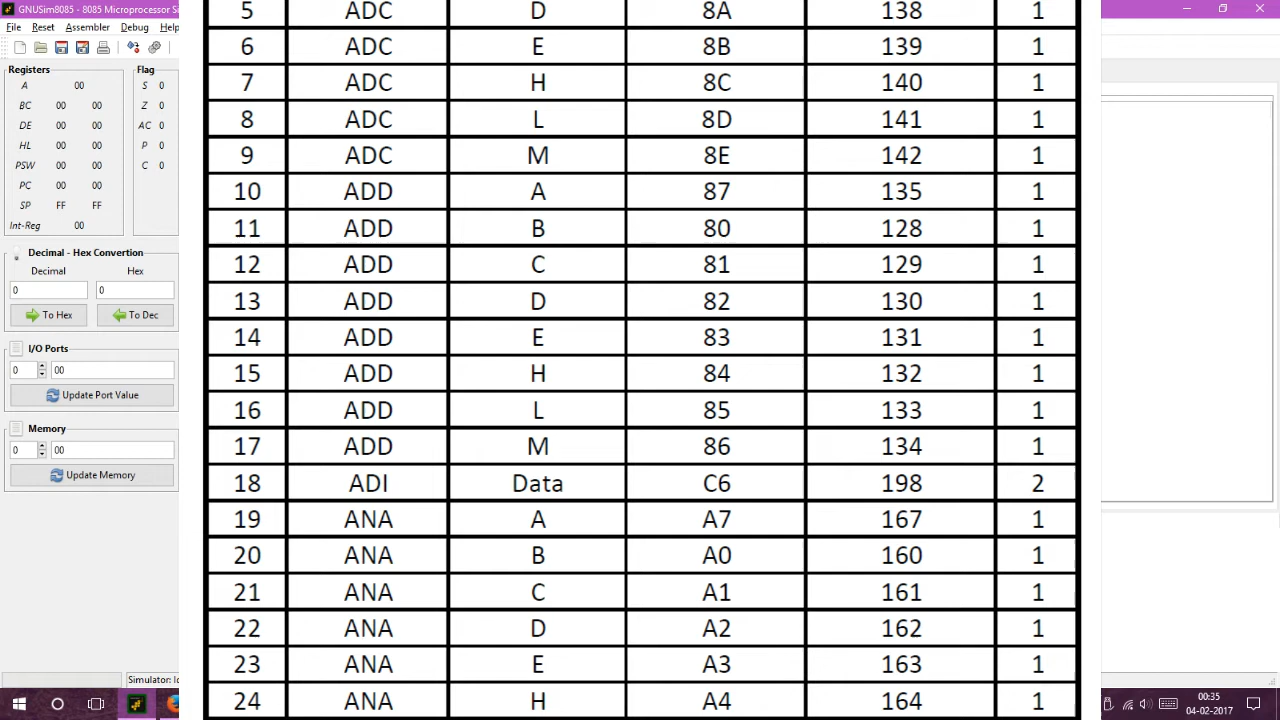 GNUSim8085 - 8085 Microprocessor Si
File Reset Assembler Debug Help
Registers
A 00
BC 00 00
DE 00 00
HL 00 00
PSW 00 00
PC 00 00
SP FF FF
Int-Reg 00
Flag
S 0
Z 0
AC 0
P 0
C 0
Decimal - Hex Convertion
Decimal Hex
0 0
To Hex To Dec
I/O Ports
0 00
Update Port Value
Memory
0 00
Update Memory
Simulator: Ic
5 ADC D 8A 138 1
6 ADC E 8B 139 1
7 ADC H 8C 140 1
8 ADC L 8D 141 1
9 ADC M 8E 142 1
10 ADD A 87 135 1
11 ADD B 80 128 1
12 ADD C 81 129 1
13 ADD D 82 130 1
14 ADD E 83 131 1
15 ADD H 84 132 1
16 ADD L 85 133 1
17 ADD M 86 134 1
18 ADI Data C6 198 2
19 ANA A A7 167 1
20 ANA B A0 160 1
21 ANA C A1 161 1
22 ANA D A2 162 1
23 ANA E A3 163 1
24 ANA H A4 164 1
00:35
04-02-2017